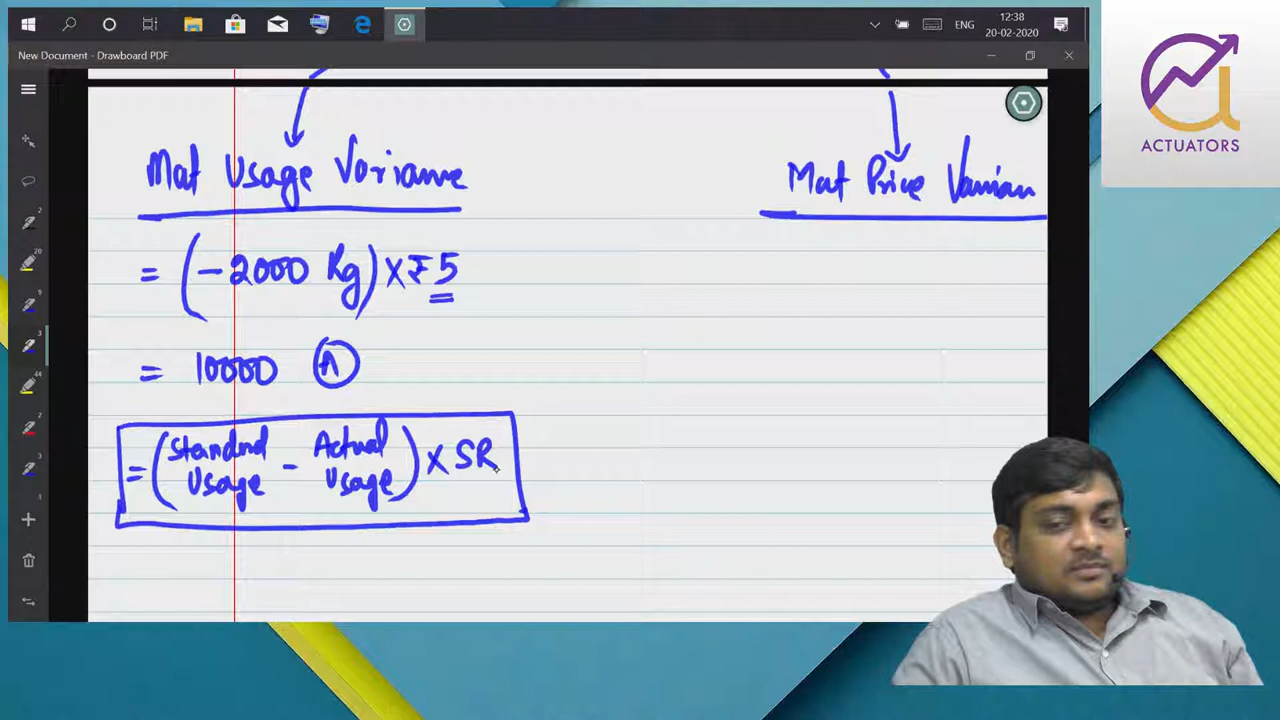 ENG
12:38
20-02-2020
New Document - Drawboard PDF
ACTUATORS
Mat Usage Variance
Mat Price Varian
= (-2000 Kg) × ₹5
= 10000 A
= (Standard Usage - Actual Usage) × SR